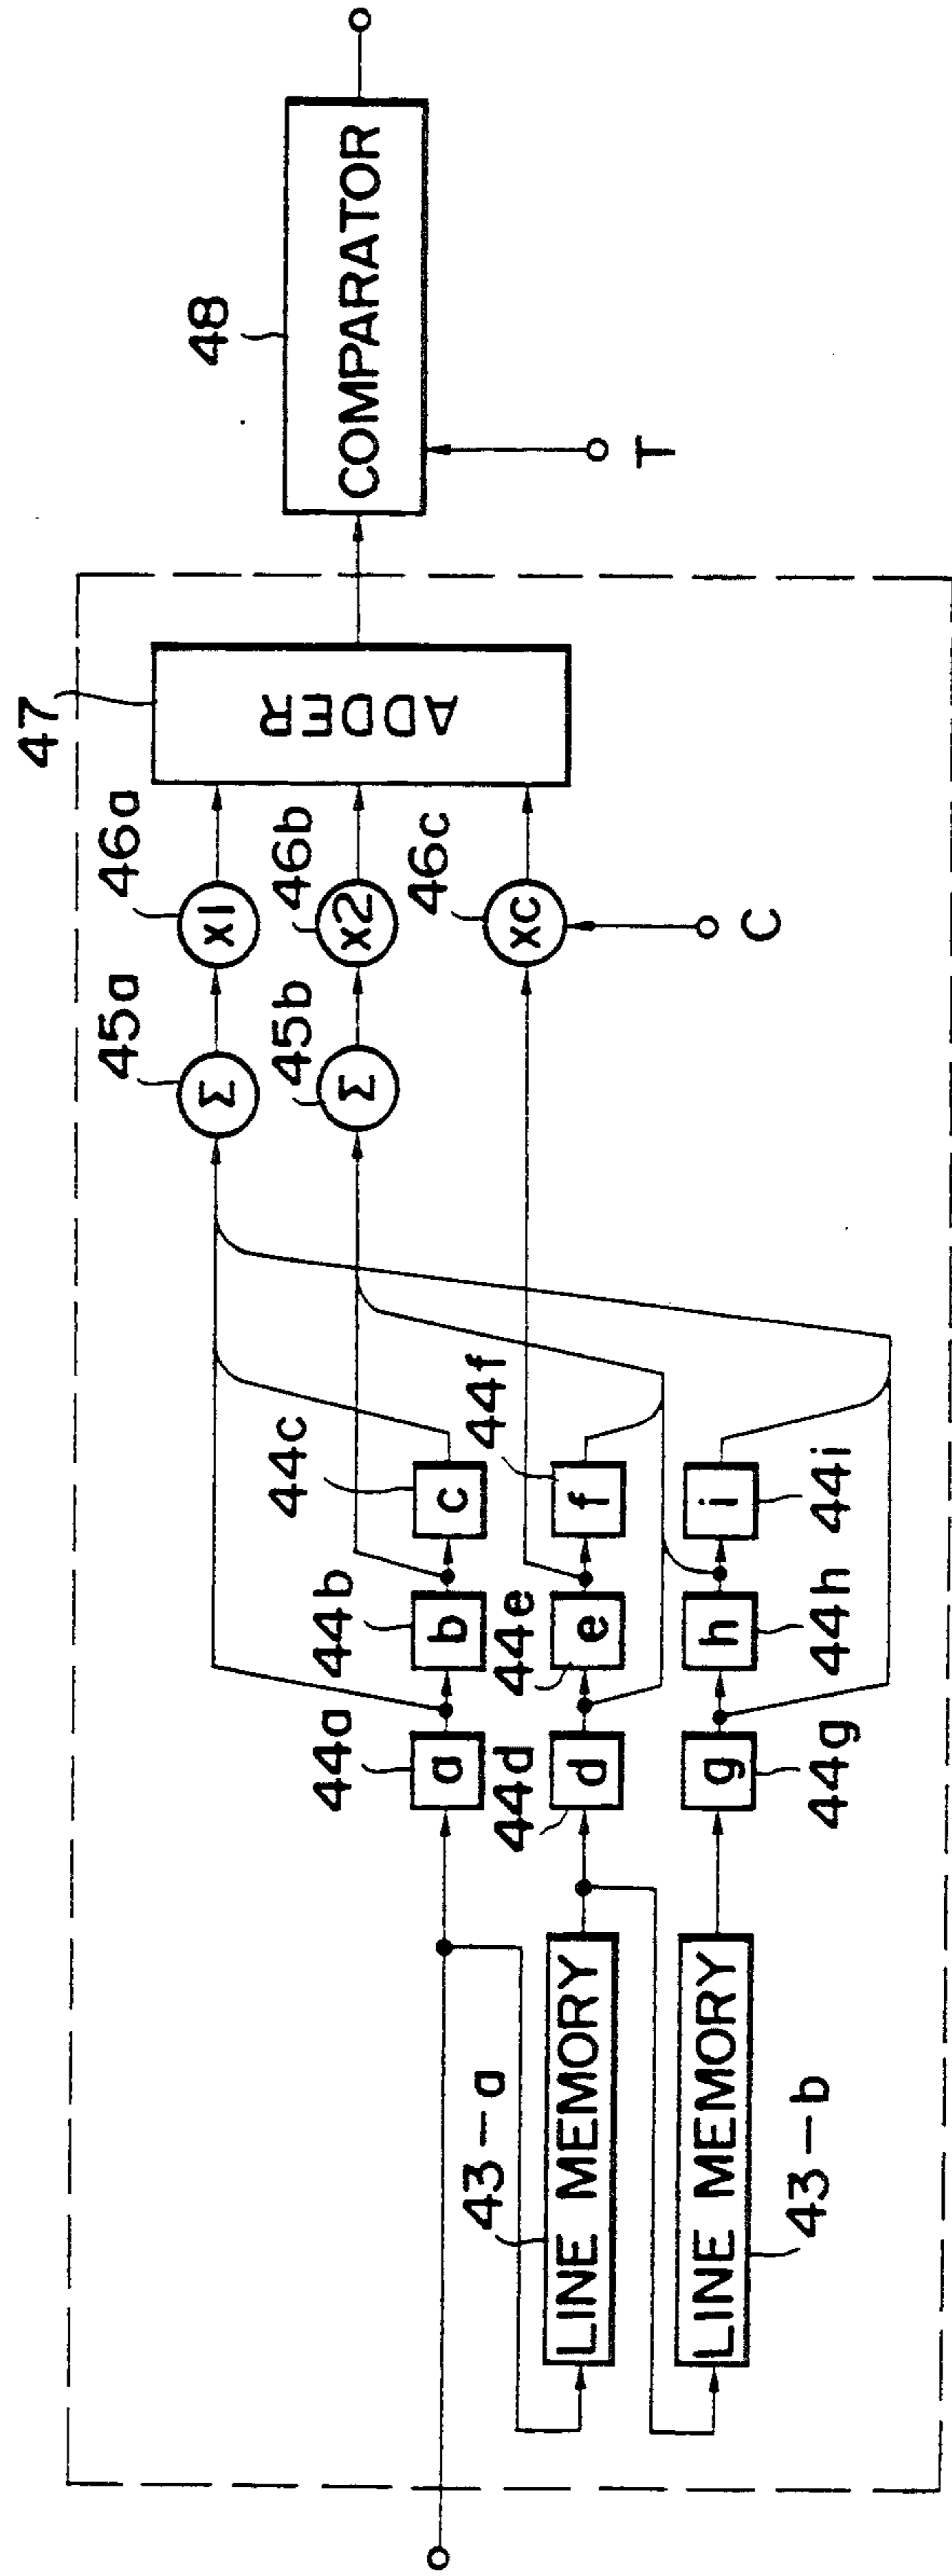 47
48
45a
46a
Σ
x1
45b
46b
Σ
x2
ADDER
COMPARATOR
46c
xC
C
T
44a
44b
44c
a
b
c
43-a
44d
44e
44f
LINE MEMORY
d
e
f
LINE MEMORY
g
h
i
43-b
44g
44h
44i